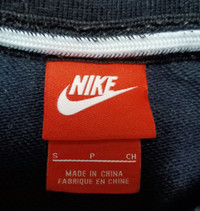 NIKE
S P CH
MADE IN CHINA
FABRIQUE EN CHINE